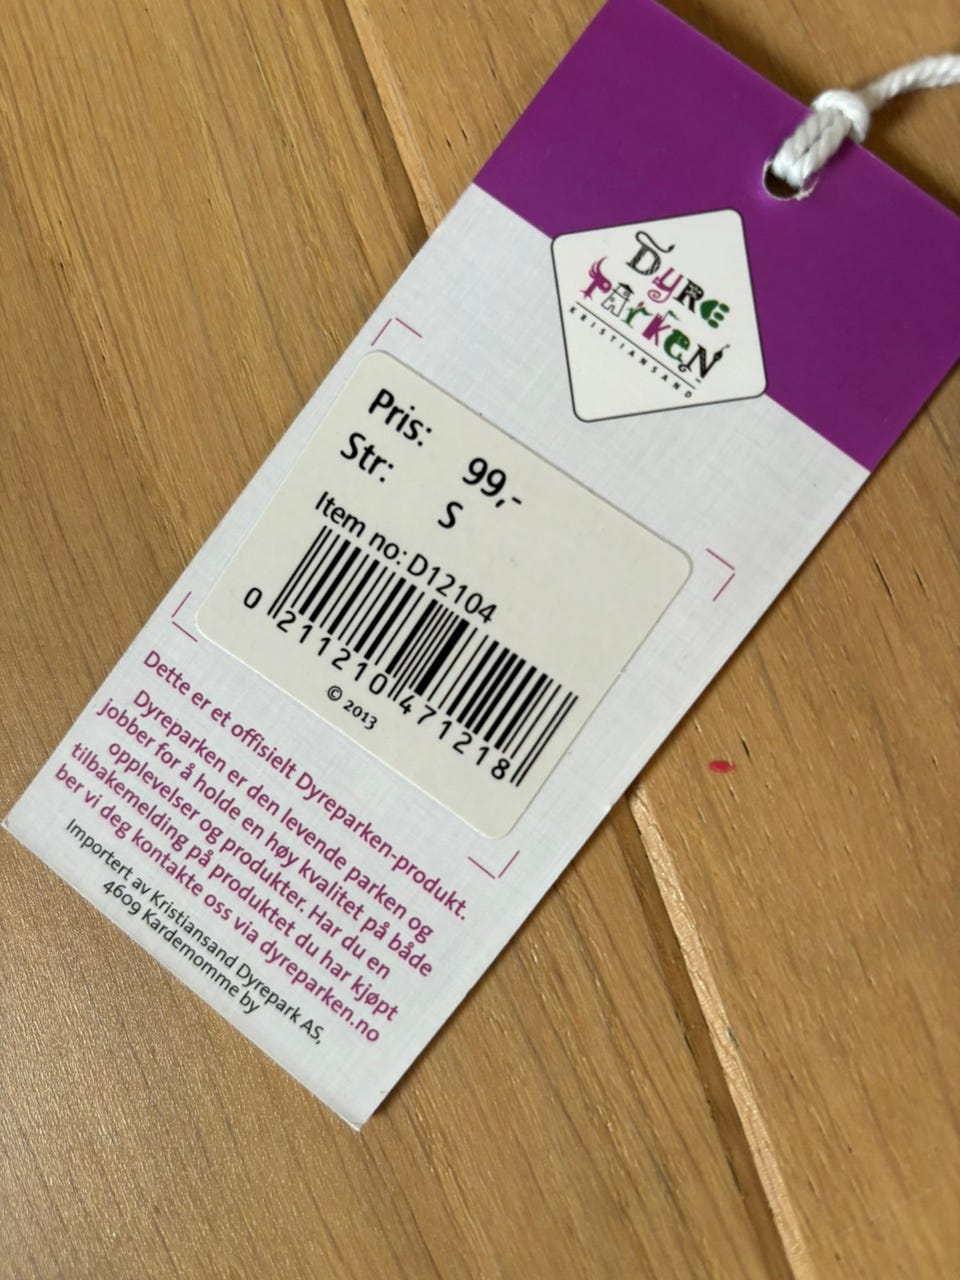 DYRE
PARKEN
KRISTIANSAND
Pris: 99,-
Str: S
Item no: D12104
0 211210 471218
© 2013
Dette er et offisielt Dyreparken-produkt.
Dyreparken er den levende parken og
jobber for å holde en høy kvalitet på både
opplevelser og produkter. Har du en
tilbakemelding på produktet du har kjøpt
ber vi deg kontakte oss via dyreparken.no
Importert av Kristiansand Dyrepark AS,
4609 Kardemomme by